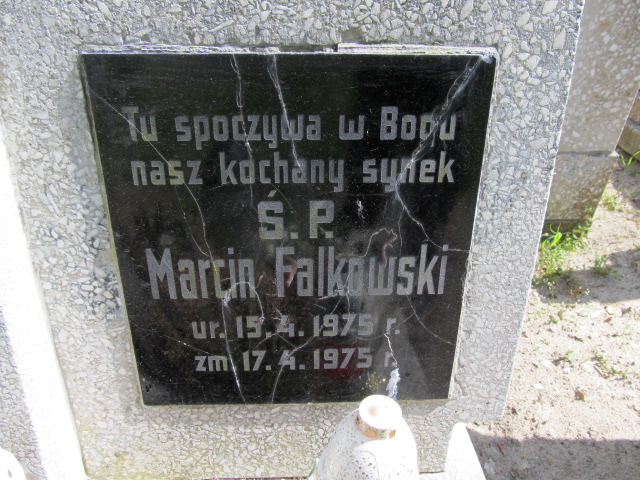 Tu spoczywa w Bogu
nasz kochany synek
Ś. P.
Marcin Falkowski
ur. 15. 4. 1975 r.
zm 17. 4. 1975 r.